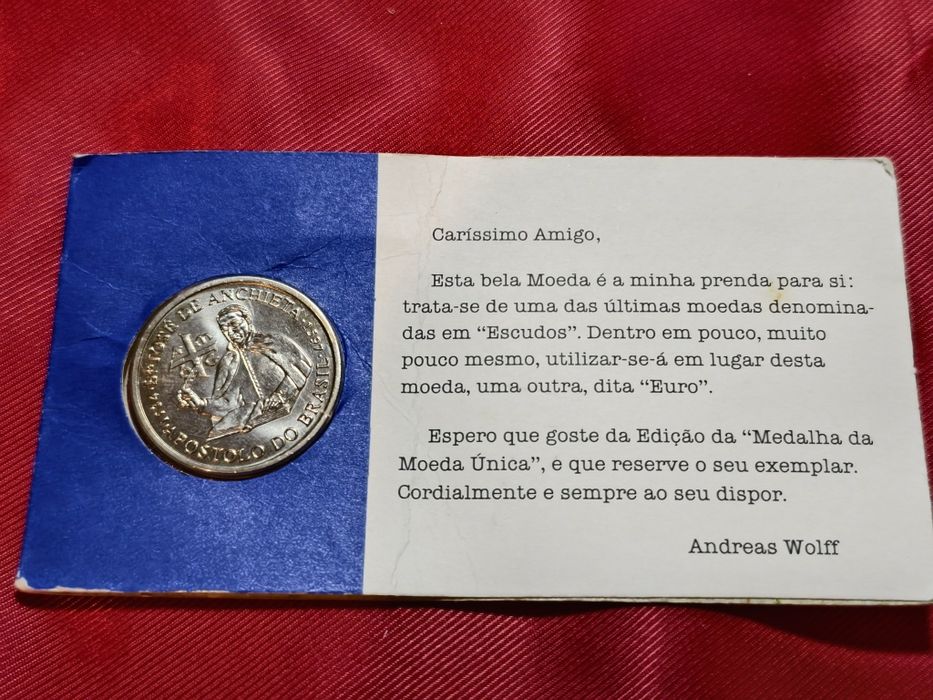 JOSÉ DE ANCHIETA
APOSTOLO DO BRASIL
Caríssimo Amigo,
Esta bela Moeda é a minha prenda para si:
trata-se de uma das últimas moedas denomina-
das em “Escudos”. Dentro em pouco, muito
pouco mesmo, utilizar-se-á em lugar desta
moeda, uma outra, dita “Euro”.
Espero que goste da Edição da “Medalha da
Moeda Única”, e que reserve o seu exemplar.
Cordialmente e sempre ao seu dispor.
Andreas Wolff